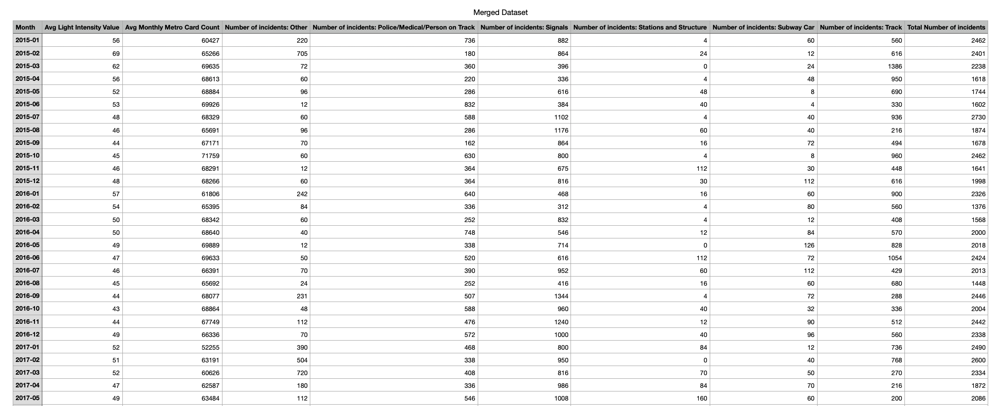 Merged Dataset
Month Avg Light Intensity Value Avg Monthly Metro Card Count Number of incidents: Other Number of incidents: Police/Medical/Person on Track Number of incidents: Signals Number of incidents: Stations and Structure Number of incidents: Subway Car Number of incidents: Track Total Number of incidents
2015-01 56 60427 220 736 882 4 60 560 2462
2015-02 69 65266 705 180 864 24 12 616 2401
2015-03 62 69635 72 360 396 0 24 1386 2238
2015-04 56 68613 60 220 336 4 48 950 1618
2015-05 52 68884 96 286 616 48 8 690 1744
2015-06 53 69926 12 832 384 40 4 330 1602
2015-07 48 68329 60 588 1102 4 40 936 2730
2015-08 46 65691 96 286 1176 60 40 216 1874
2015-09 44 67171 70 162 864 16 72 494 1678
2015-10 45 71759 60 630 800 4 8 960 2462
2015-11 46 68291 12 364 675 112 30 448 1641
2015-12 48 68266 60 364 816 30 112 616 1998
2016-01 57 61806 242 640 468 16 60 900 2326
2016-02 54 65395 84 336 312 4 80 560 1376
2016-03 50 68342 60 252 832 4 12 408 1568
2016-04 50 68640 40 748 546 12 84 570 2000
2016-05 49 69889 12 338 714 0 126 828 2018
2016-06 47 69633 50 520 616 112 72 1054 2424
2016-07 46 66391 70 390 952 60 112 429 2013
2016-08 45 65692 24 252 416 16 60 680 1448
2016-09 44 68077 231 507 1344 4 72 288 2446
2016-10 43 68864 48 588 960 40 32 336 2004
2016-11 44 67749 112 476 1240 12 90 512 2442
2016-12 49 66336 70 572 1000 40 96 560 2338
2017-01 52 52255 390 468 800 84 12 736 2490
2017-02 51 63191 504 338 950 0 40 768 2600
2017-03 52 60626 720 408 816 70 50 270 2334
2017-04 47 62587 180 336 986 84 70 216 1872
2017-05 49 63484 112 546 1008 160 60 200 2086